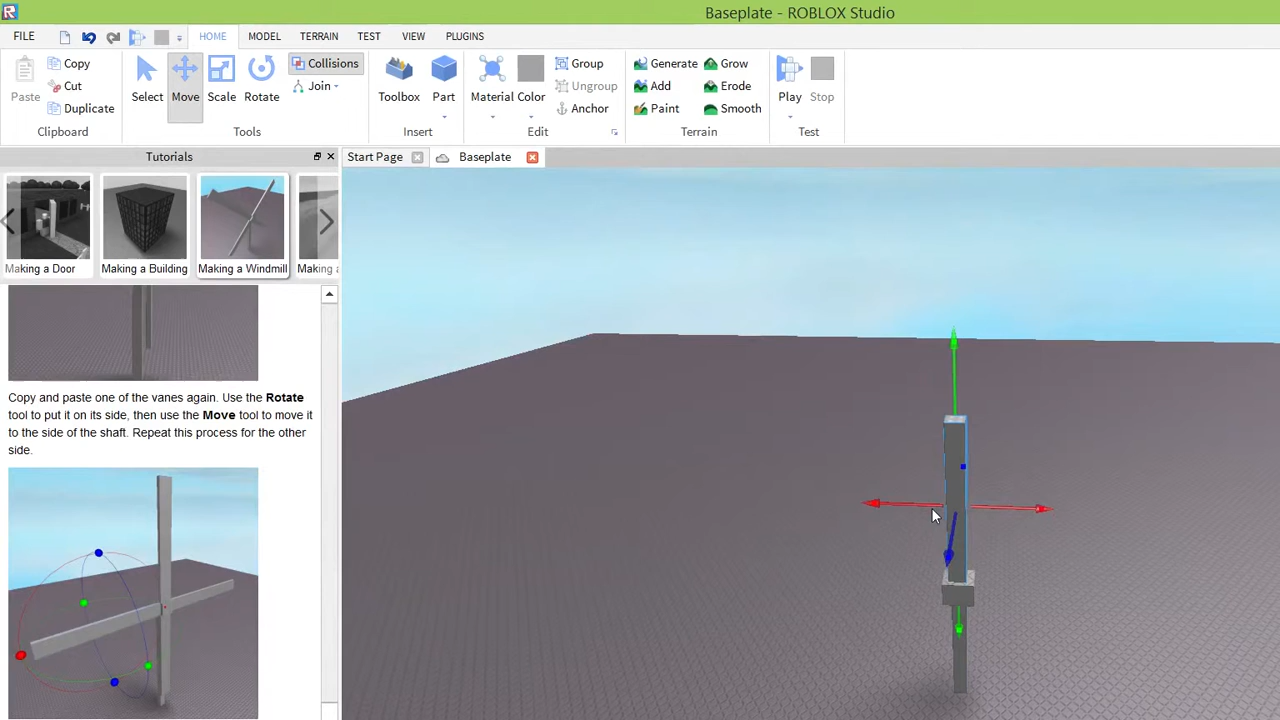 Baseplate - ROBLOX Studio
FILE HOME MODEL TERRAIN TEST VIEW PLUGINS
Paste Copy Cut Duplicate
Clipboard
Select Move Scale Rotate Collisions Join
Tools
Toolbox Part
Insert
Material Color Group Ungroup Anchor
Edit
Generate Grow
Add Erode
Paint Smooth
Terrain
Play Stop
Test
Tutorials
Start Page Baseplate
Making a Door Making a Building Making a Windmill Making a
Copy and paste one of the vanes again. Use the Rotate
tool to put it on its side, then use the Move tool to move it
to the side of the shaft. Repeat this process for the other
side.